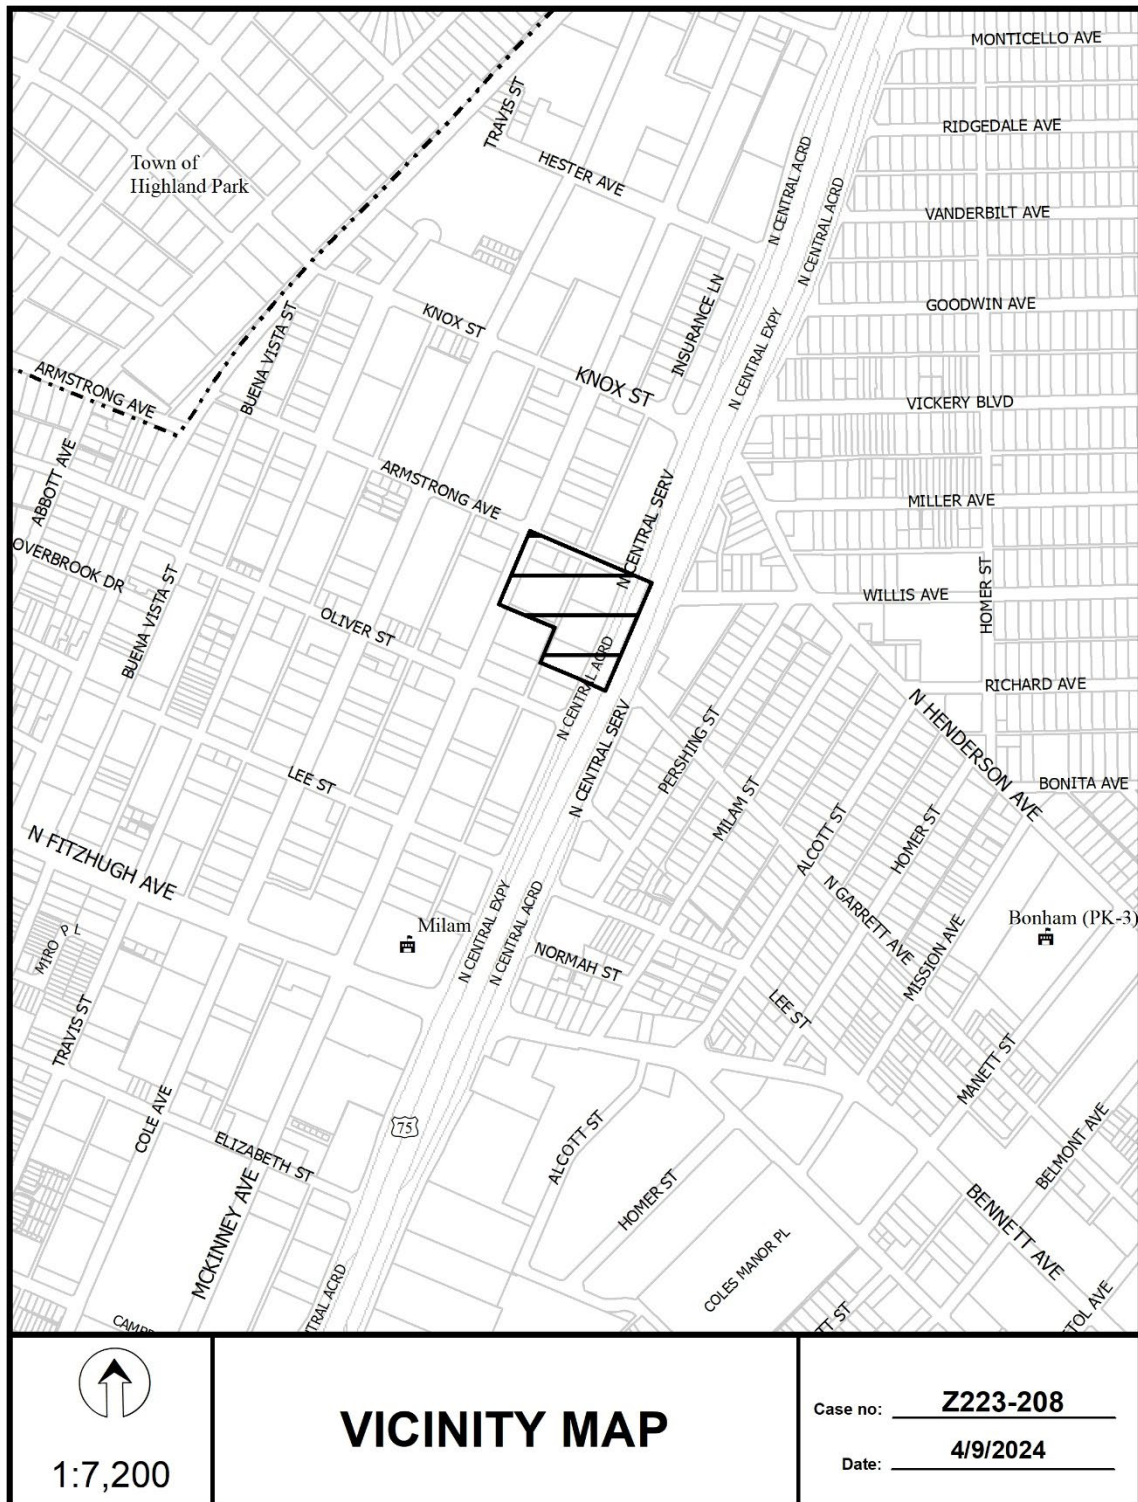 MONTICELLO AVE
TRAVIS ST
RIDGEDALE AVE
Town of
Highland Park
HESTER AVE
N CENTRAL ACRD
N CENTRAL ACRD
VANDERBILT AVE
INSURANCE LN
GOODWIN AVE
KNOX ST
BUENA VISTA ST
N CENTRAL EXPY
KNOX ST
ARMSTRONG AVE
VICKERY BLVD
ABBOTT AVE
ARMSTRONG AVE
MILLER AVE
N CENTRAL SERV
OVERBROOK DR
HOMER ST
WILLIS AVE
BUENA VISTA ST
OLIVER ST
N CENTRAL ACRD
RICHARD AVE
N CENTRAL SERV
PERSHING ST
N HENDERSON AVE
LEE ST
MILAM ST
BONITA AVE
ALCOTT ST
HOMER ST
N FITZHUGH AVE
N GARRETT AVE
N CENTRAL EXPY
N CENTRAL ACRD
Milam
Bonham (PK-3)
MIRO PL
NORMAH ST
MISSION AVE
LEE ST
TRAVIS ST
MANETT ST
COLE AVE
75
ALCOTT ST
BELMONT AVE
ELIZABETH ST
HOMER ST
MCKINNEY AVE
BENNETT AVE
COLES MANOR PL
TRAL ACRD
TT ST
TOL AVE
1:7,200
VICINITY MAP
Case no: Z223-208
Date: 4/9/2024